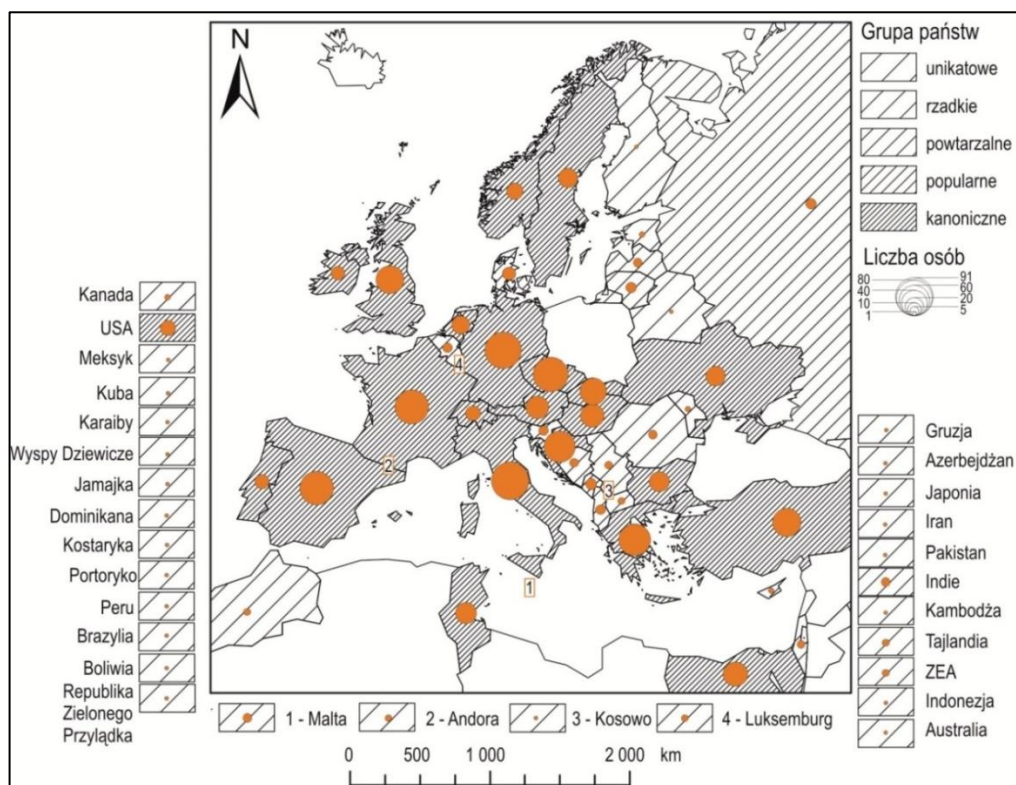 N
Grupa państw
unikatowe
rzadkie
powtarzalne
popularne
kanoniczne
Liczba osób
80
40
10
1
91
60
20
5
Kanada
USA
Meksyk
Kuba
Karaiby
Wyspy Dziewicze
Jamajka
Dominikana
Kostaryka
Portoryko
Peru
Brazylia
Boliwia
Republika
Zielonego
Przylądka
4
2
3
1
Gruzja
Azerbejdżan
Japonia
Iran
Pakistan
Indie
Kambodża
Tajlandia
ZEA
Indonezja
Australia
1 - Malta
2 - Andora
3 - Kosowo
4 - Luksemburg
0 500 1 000 2 000 km